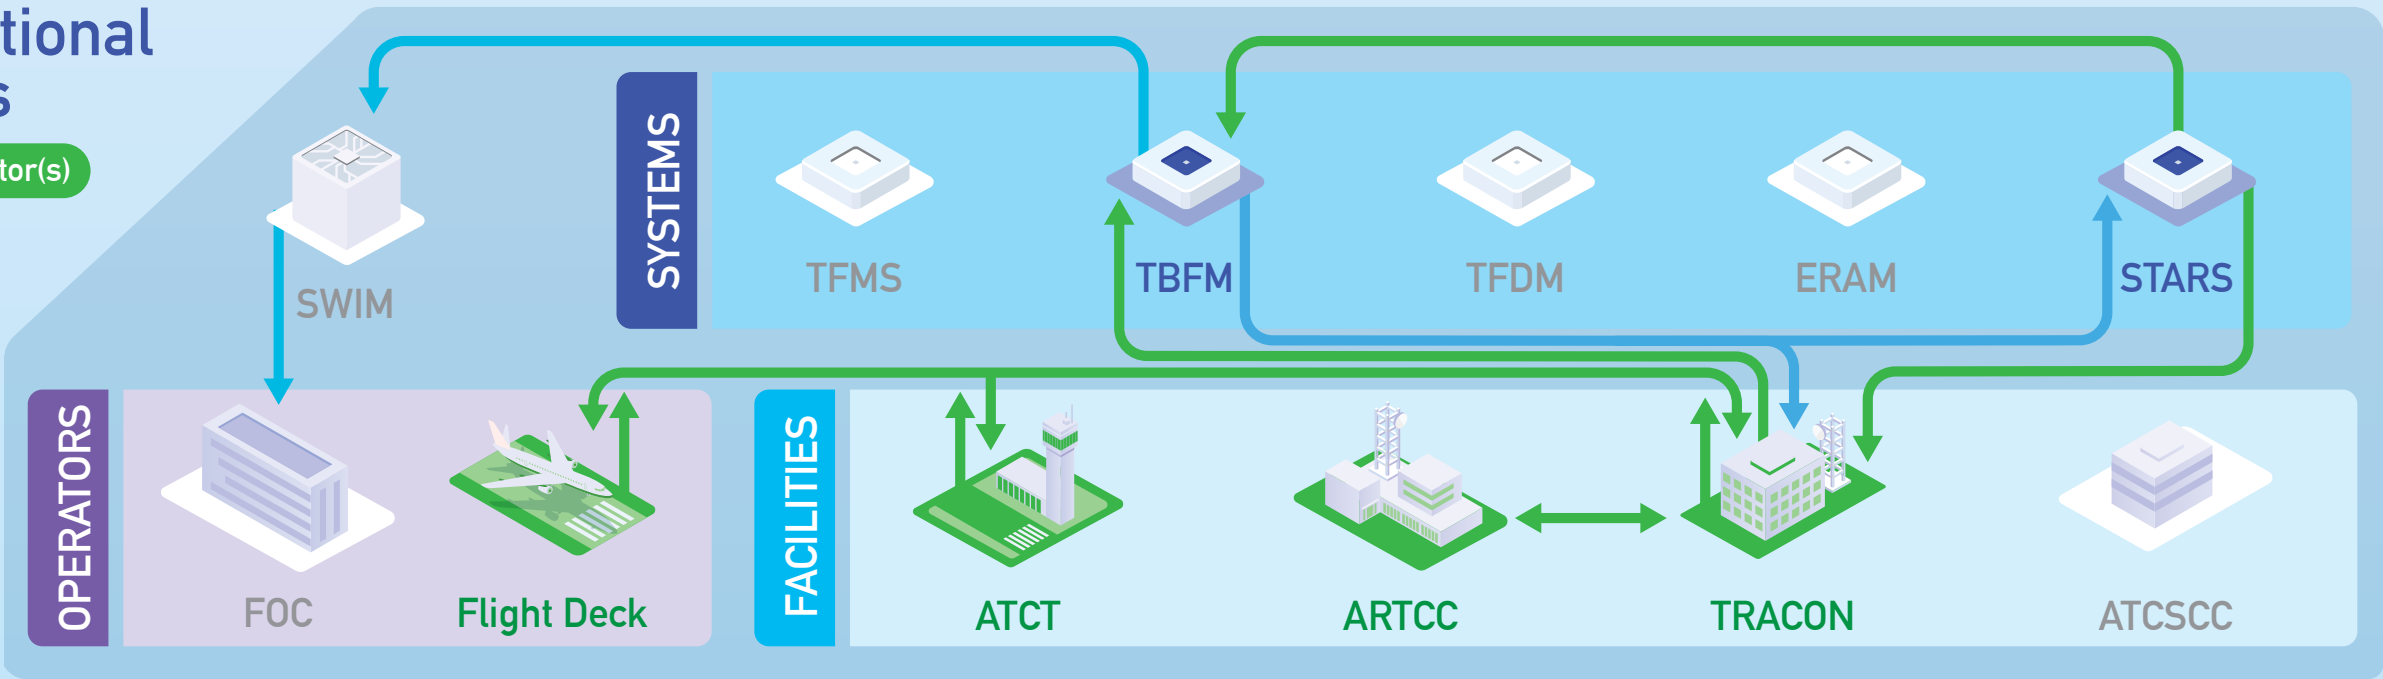 tional
s
tor(s)
SYSTEMS
TFMS
TBFM
TFDM
ERAM
STARS
SWIM
OPERATORS
FOC
Flight Deck
FACILITIES
ATCT
ARTCC
TRACON
ATCSCC